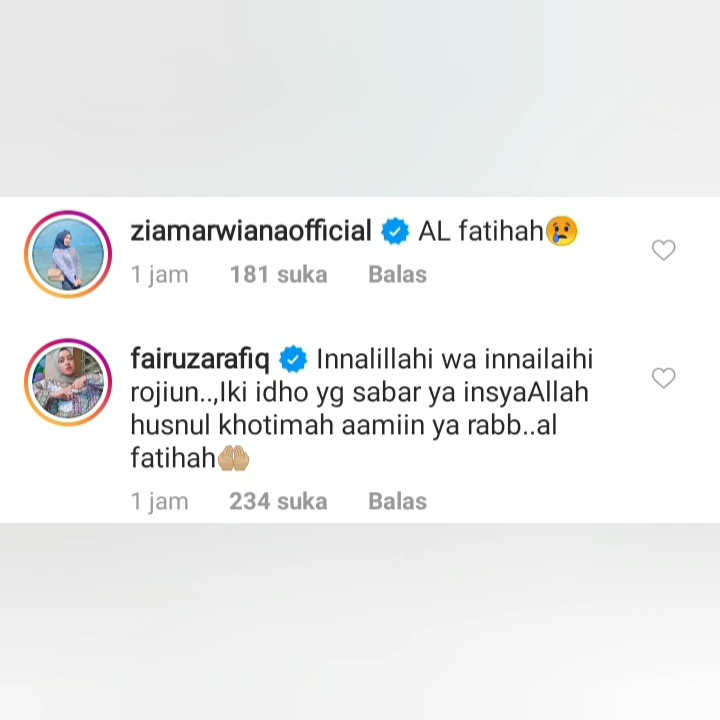 ziamarwianaofficial AL fatihah😢
1 jam 181 suka Balas
fairuzarafiq Innalillahi wa innailaihi
rojiun..,Iki idho yg sabar ya insyaAllah
husnul khotimah aamiin ya rabb..al
fatihah🤲🏼
1 jam 234 suka Balas